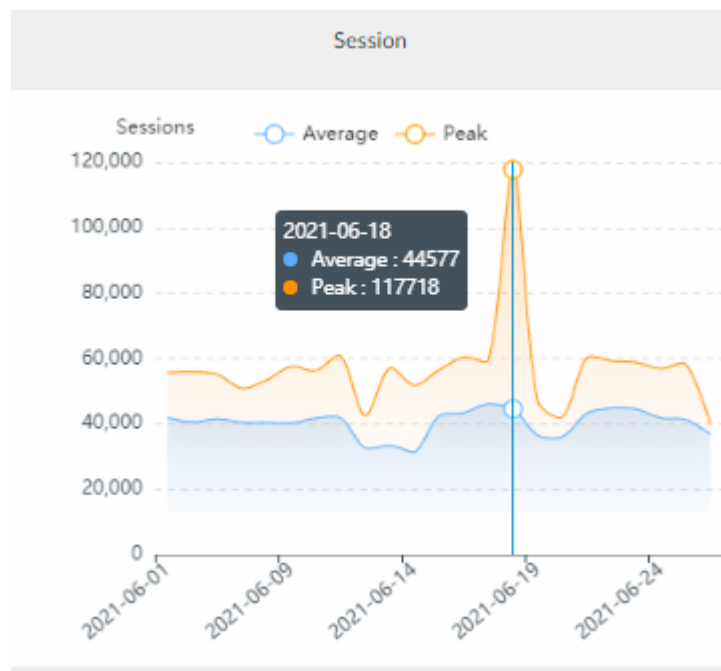 Session
Sessions
Average
Peak
120,000
100,000
2021-06-18
Average : 44577
Peak : 117718
80,000
60,000
40,000
20,000
0
2021-06-01
2021-06-09
2021-06-14
2021-06-19
2021-06-24